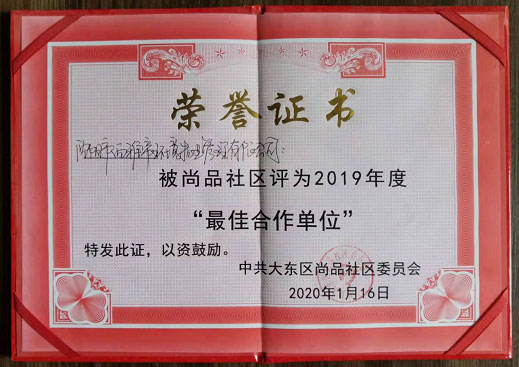 荣誉证书
被尚品社区评为2019年度
“最佳合作单位”
特发此证，以资鼓励。
中共大东区尚品社区委员会
2020年1月16日